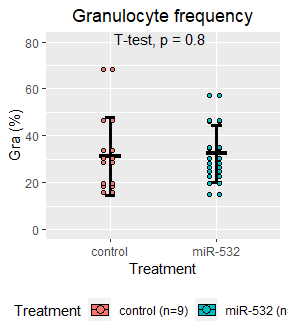 Granulocyte frequency
T-test, p = 0.8
80
60
40
20
0
Gra (%)
control miR-532
Treatment
Treatment control (n=9) miR-532 (n